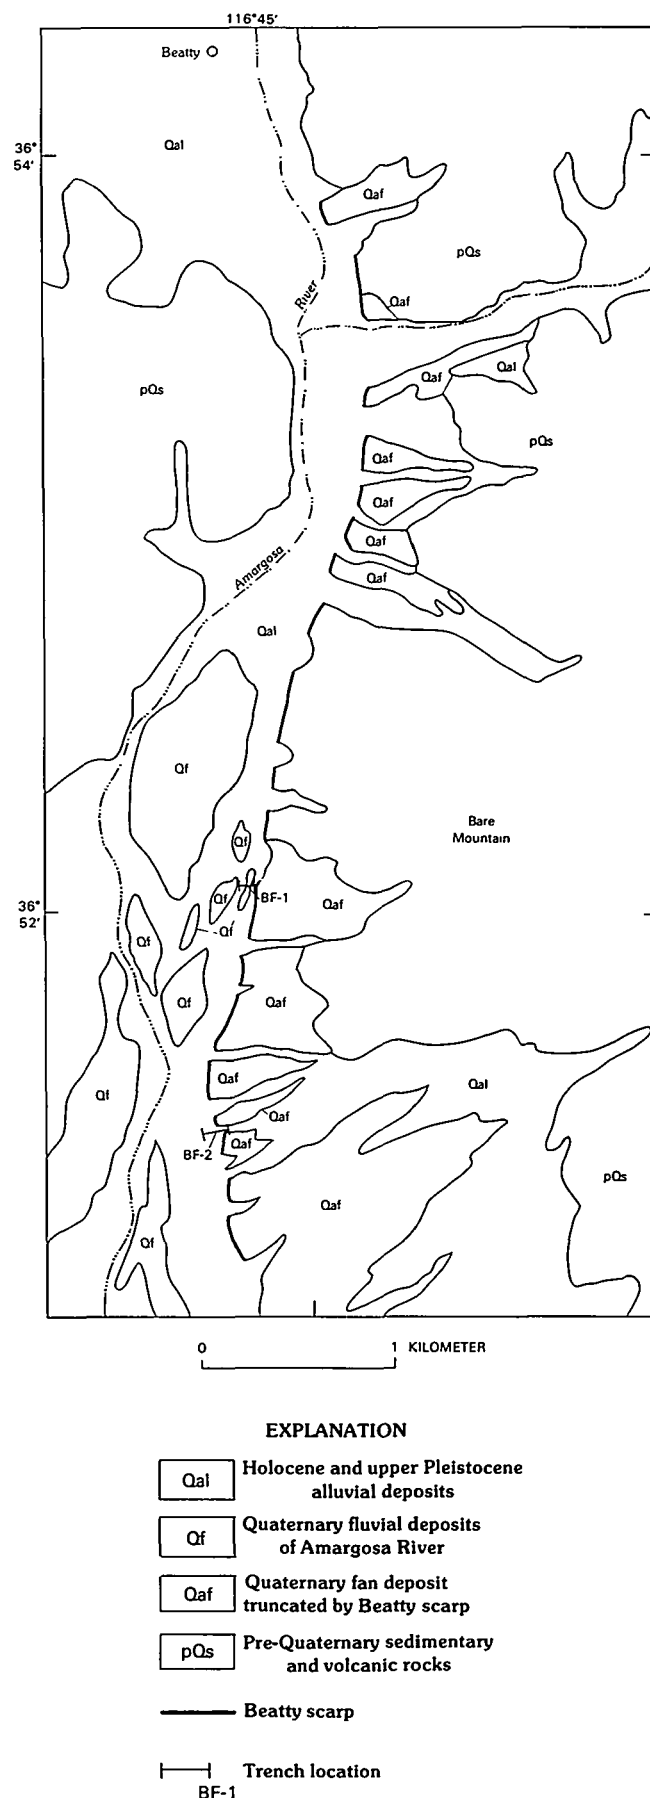 116°45′
Beatty
36°
54′
Qal
Qaf
pQs
River
Qaf
pQs
Qaf
Qal
pQs
Qaf
Qaf
Qaf
Qaf
Amargosa
Qal
Qf
Bare
Mountain
Qf
36°
52′
Qf
BF-1
Qaf
Qf
Qf
Qf
Qaf
Qf
Qaf
Qal
Qaf
BF-2
Qaf
pQs
Qaf
Qf
0 1 KILOMETER
EXPLANATION
Qal Holocene and upper Pleistocene
alluvial deposits
Qf Quaternary fluvial deposits
of Amargosa River
Qaf Quaternary fan deposit
truncated by Beatty scarp
pQs Pre-Quaternary sedimentary
and volcanic rocks
Beatty scarp
Trench location
BF-1